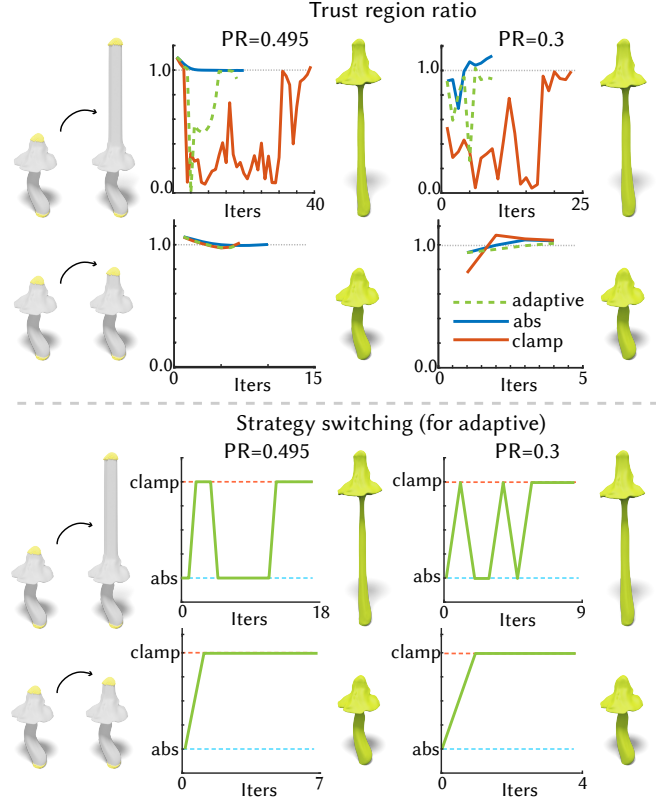 Trust region ratio
PR=0.495
PR=0.3
1.0
0.0
0
Iters
40
1.0
0.0
0
Iters
25
1.0
0.0
0
Iters
15
1.0
0.0
adaptive
abs
clamp
0
Iters
5
Strategy switching (for adaptive)
PR=0.495
PR=0.3
clamp
abs
0
Iters
18
clamp
abs
0
Iters
9
clamp
abs
0
Iters
7
clamp
abs
0
Iters
4